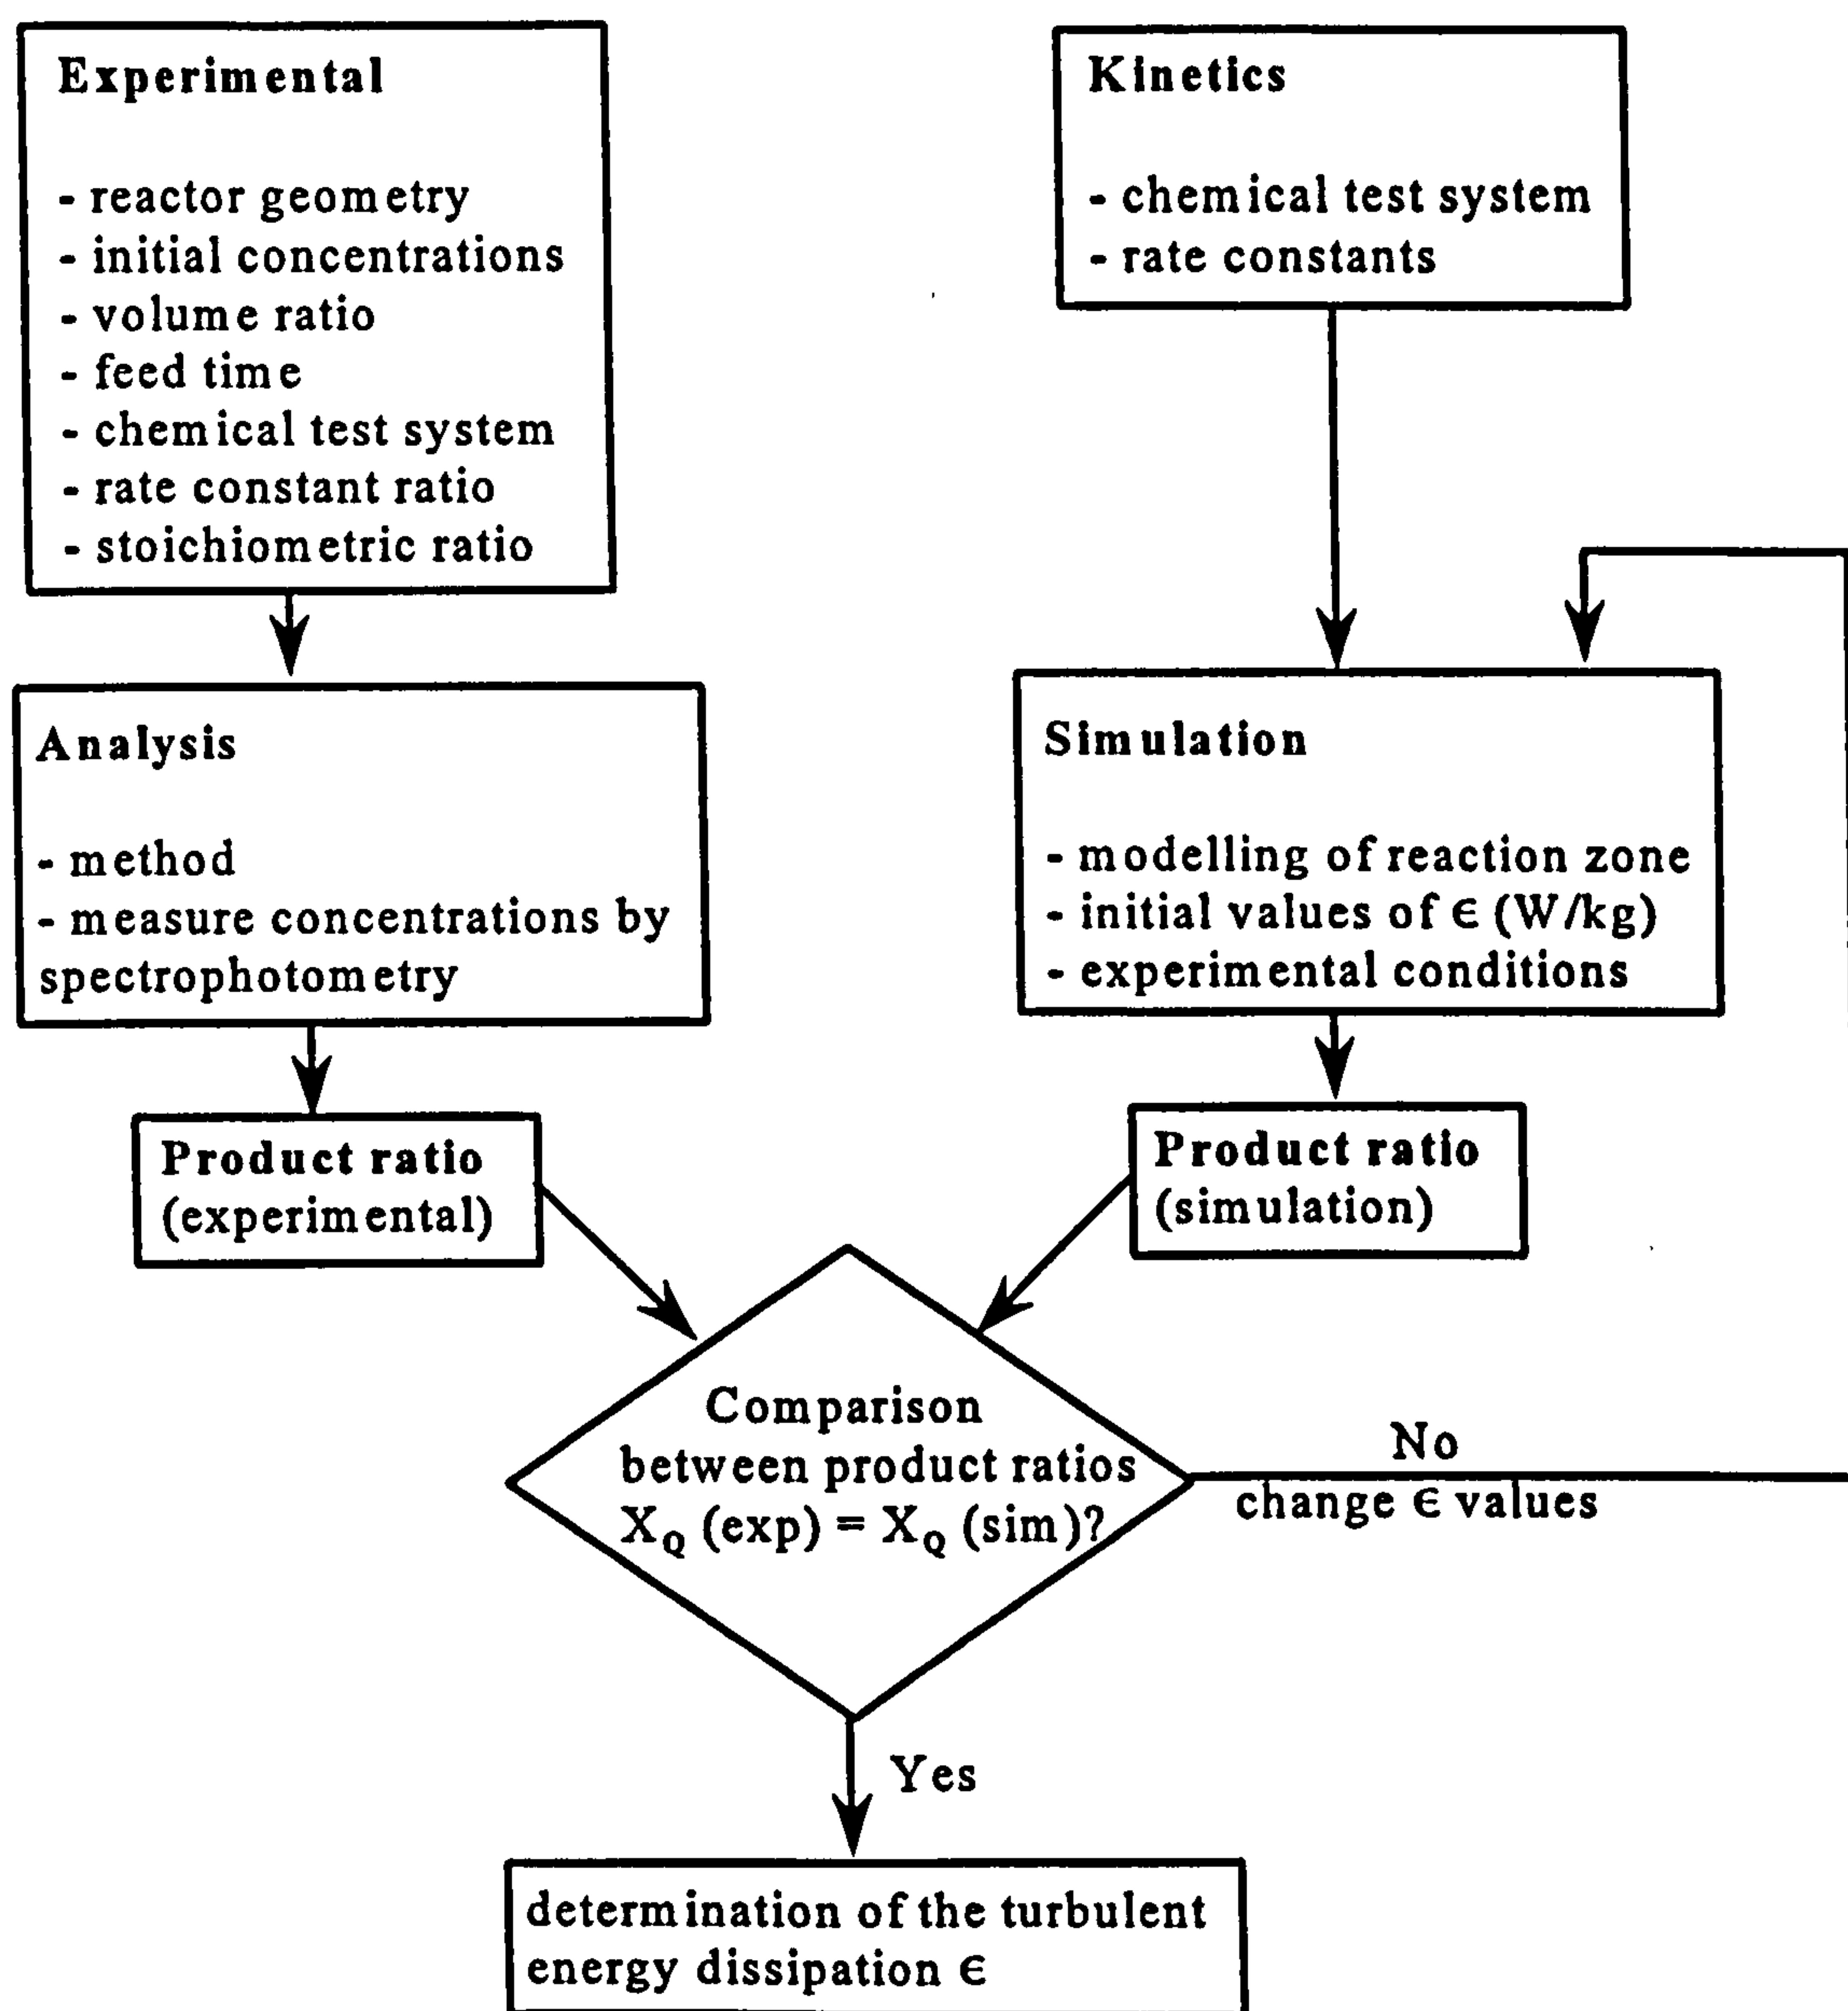 Experimental
- reactor geometry
- initial concentrations
- volume ratio
- feed time
- chemical test system
- rate constant ratio
- stoichiometric ratio
Kinetics
- chemical test system
- rate constants
Analysis
- method
- measure concentrations by
spectrophotometry
Simulation
- modelling of reaction zone
- initial values of ϵ (W/kg)
- experimental conditions
Product ratio
(experimental)
Product ratio
(simulation)
Comparison
between product ratios
X_Q (exp) = X_Q (sim)?
No
change ϵ values
Yes
determination of the turbulent
energy dissipation ϵ